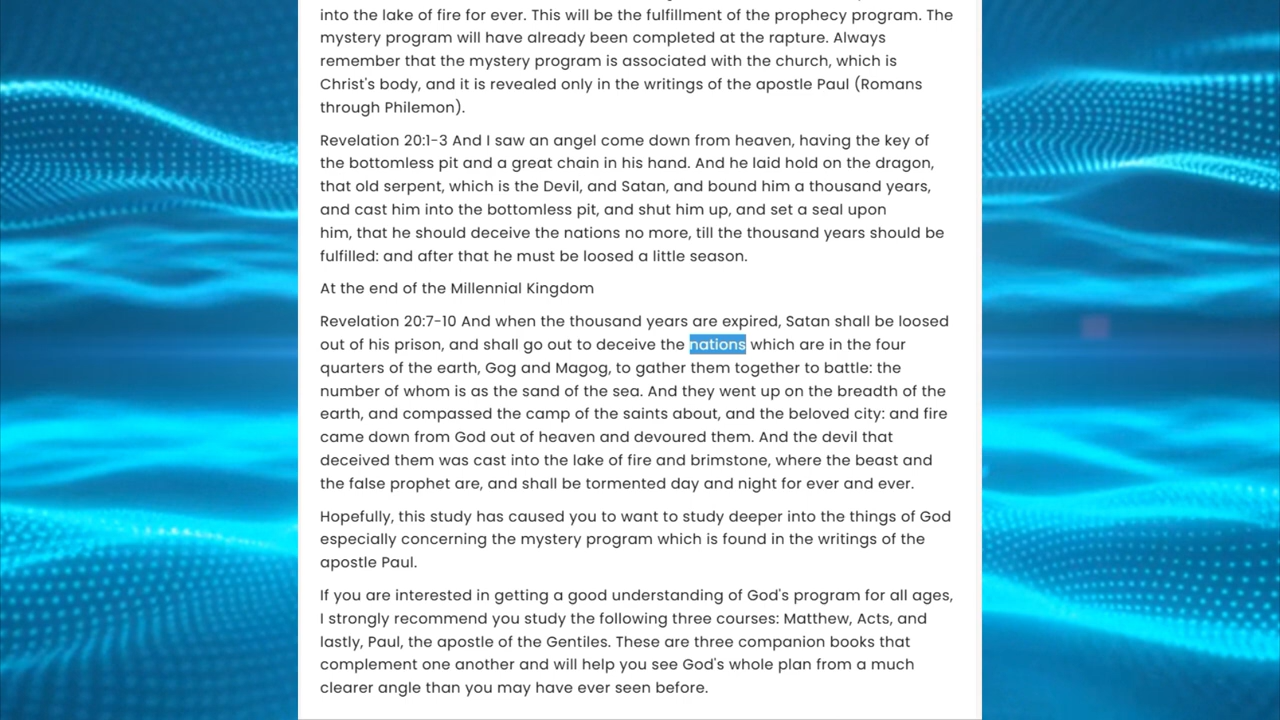 into the lake of fire for ever. This will be the fulfillment of the prophecy program. The
mystery program will have already been completed at the rapture. Always
remember that the mystery program is associated with the church, which is
Christ's body, and it is revealed only in the writings of the apostle Paul (Romans
through Philemon).
Revelation 20:1-3 And I saw an angel come down from heaven, having the key of
the bottomless pit and a great chain in his hand. And he laid hold on the dragon,
that old serpent, which is the Devil, and Satan, and bound him a thousand years,
and cast him into the bottomless pit, and shut him up, and set a seal upon
him, that he should deceive the nations no more, till the thousand years should be
fulfilled: and after that he must be loosed a little season.
At the end of the Millennial Kingdom
Revelation 20:7-10 And when the thousand years are expired, Satan shall be loosed
out of his prison, and shall go out to deceive the nations which are in the four
quarters of the earth, Gog and Magog, to gather them together to battle: the
number of whom is as the sand of the sea. And they went up on the breadth of the
earth, and compassed the camp of the saints about, and the beloved city: and fire
came down from God out of heaven and devoured them. And the devil that
deceived them was cast into the lake of fire and brimstone, where the beast and
the false prophet are, and shall be tormented day and night for ever and ever.
Hopefully, this study has caused you to want to study deeper into the things of God
especially concerning the mystery program which is found in the writings of the
apostle Paul.
If you are interested in getting a good understanding of God's program for all ages,
I strongly recommend you study the following three courses: Matthew, Acts, and
lastly, Paul, the apostle of the Gentiles. These are three companion books that
complement one another and will help you see God's whole plan from a much
clearer angle than you may have ever seen before.